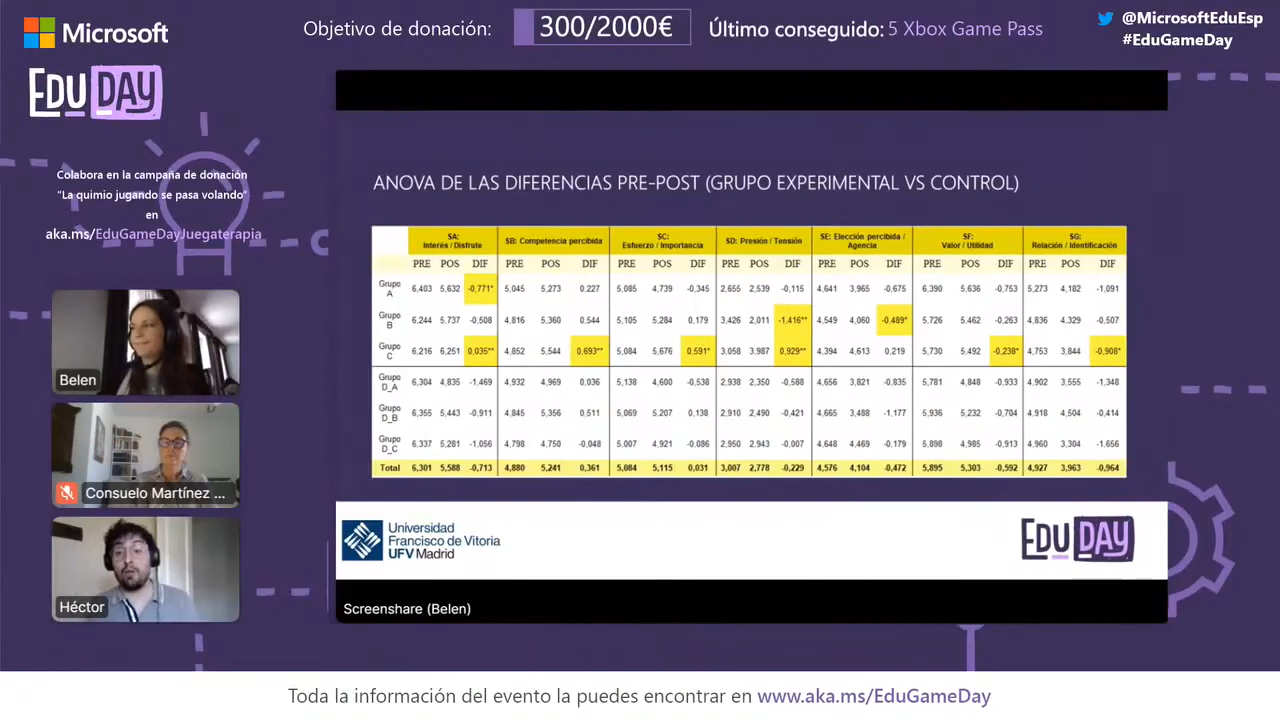 Microsoft
Objetivo de donación:
300/2000€
Último conseguido: 5 Xbox Game Pass
@MicrosoftEduEsp
#EduGameDay
EDU DAY
Colabora en la campaña de donación
"La quimio jugando se pasa volando"
en
aka.ms/EduGameDayJuegaterapia
Belen
Consuelo Martínez ...
Héctor
ANOVA DE LAS DIFERENCIAS PRE-POST (GRUPO EXPERIMENTAL VS CONTROL)
SA: Interés / Disfrute SB: Competencia percibida SC: Esfuerzo / Importancia SD: Presión / Tensión SE: Elección percibida / Agencia SF: Valor / Utilidad SG: Relación / Identificación
PRE POS DIF PRE POS DIF PRE POS DIF PRE POS DIF PRE POS DIF PRE POS DIF PRE POS DIF
Grupo A 6,403 5,632 -0,771* 5,045 5,273 0,227 5,085 4,739 -0,345 2,655 2,539 -0,115 4,641 3,965 -0,675 6,390 5,636 -0,753 5,273 4,182 -1,091
Grupo B 6,244 5,737 -0,508 4,816 5,360 0,544 5,105 5,284 0,179 3,426 2,011 -1,416** 4,549 4,060 -0,489* 5,726 5,462 -0,263 4,836 4,329 -0,507
Grupo C 6,216 6,251 0,035** 4,852 5,544 0,693** 5,084 5,676 0,591* 3,058 3,987 0,929** 4,394 4,613 0,219 5,730 5,492 -0,238* 4,753 3,844 -0,908*
Grupo D_A 6,304 4,835 -1,469 4,932 4,969 0,036 5,138 4,600 -0,538 2,938 2,350 -0,588 4,656 3,821 -0,835 5,781 4,848 -0,933 4,902 3,555 -1,348
Grupo D_B 6,355 5,443 -0,911 4,845 5,356 0,511 5,069 5,207 0,138 2,910 2,490 -0,421 4,665 3,488 -1,177 5,936 5,232 -0,704 4,918 4,504 -0,414
Grupo D_C 6,337 5,281 -1,056 4,798 4,750 -0,048 5,007 4,921 -0,086 2,950 2,943 -0,007 4,648 4,469 -0,179 5,898 4,985 -0,913 4,960 3,304 -1,656
Total 6,301 5,588 -0,713 4,880 5,241 0,361 5,084 5,115 0,031 3,007 2,778 -0,229 4,576 4,104 -0,472 5,895 5,303 -0,592 4,927 3,963 -0,964
Universidad
Francisco de Vitoria
UFV Madrid
EDU DAY
Screenshare (Belen)
Toda la información del evento la puedes encontrar en www.aka.ms/EduGameDay